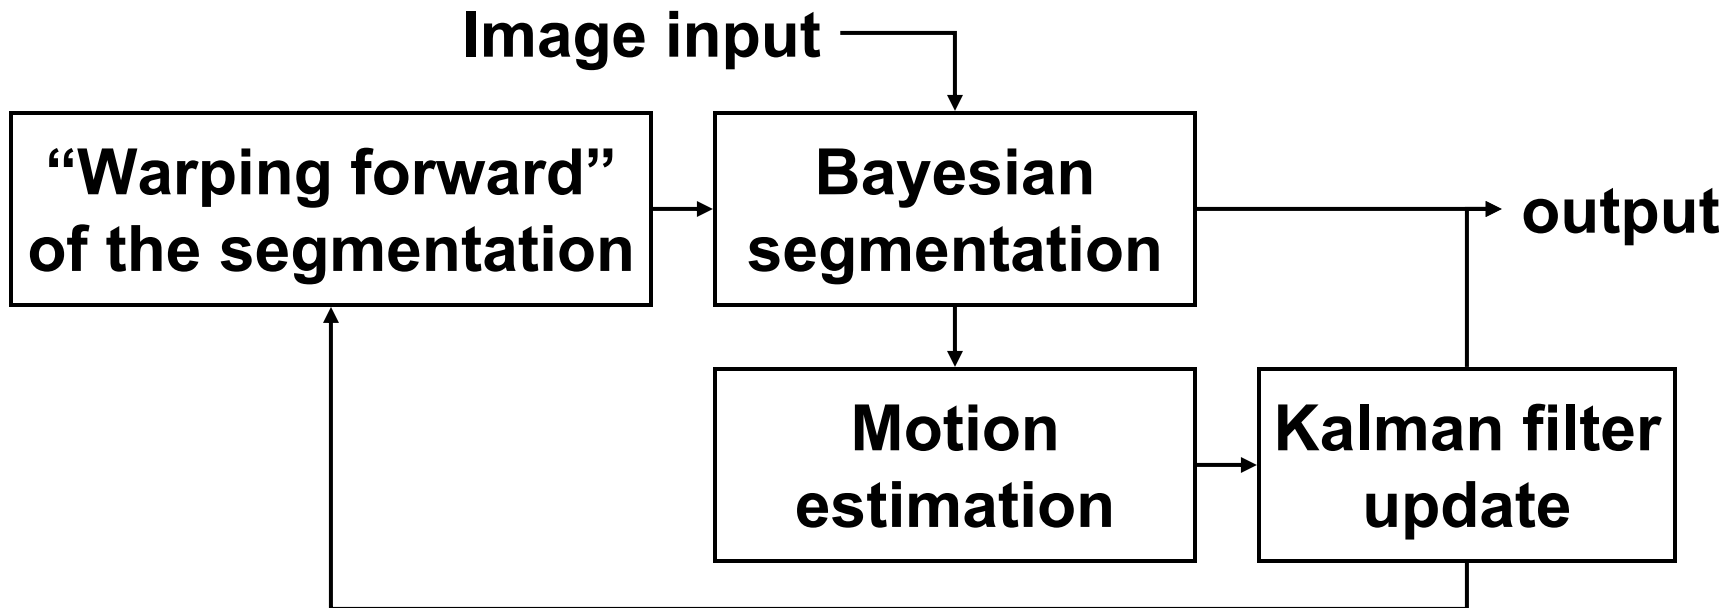 Image input
“Warping forward”
of the segmentation
Bayesian
segmentation
output
Motion
estimation
Kalman filter
update